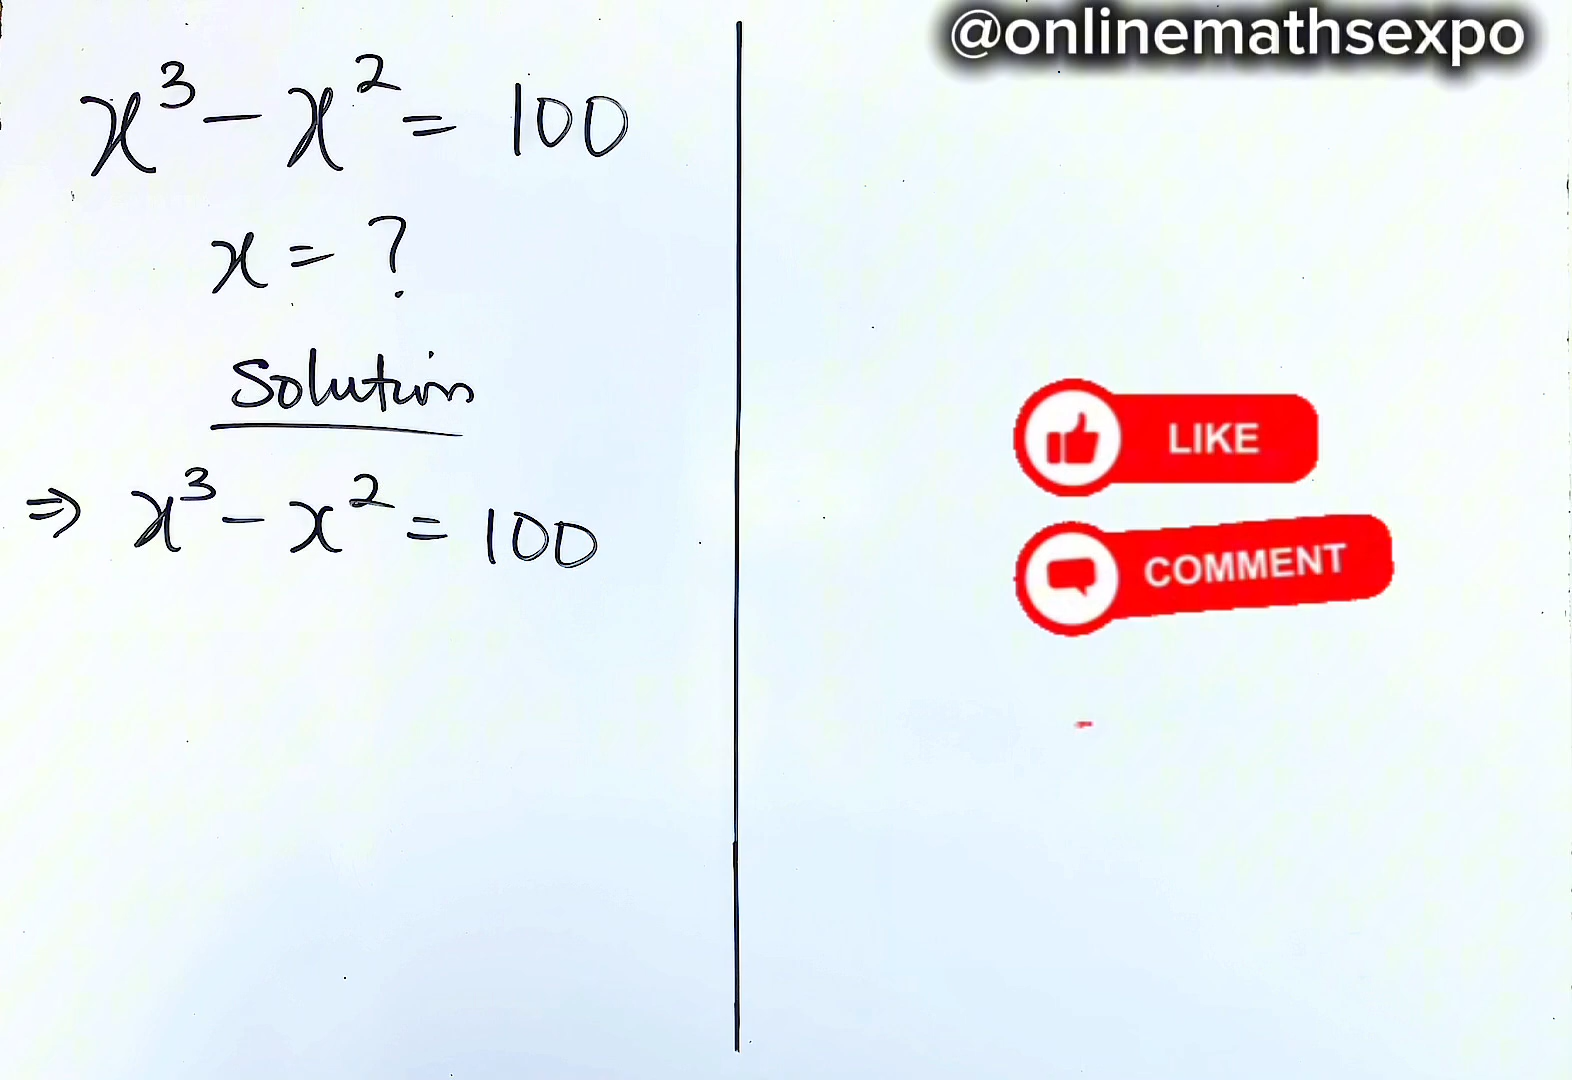 x³ - x² = 100
x = ?
Solution
⇒ x³ - x² = 100
@onlinemathsexpo
LIKE
COMMENT